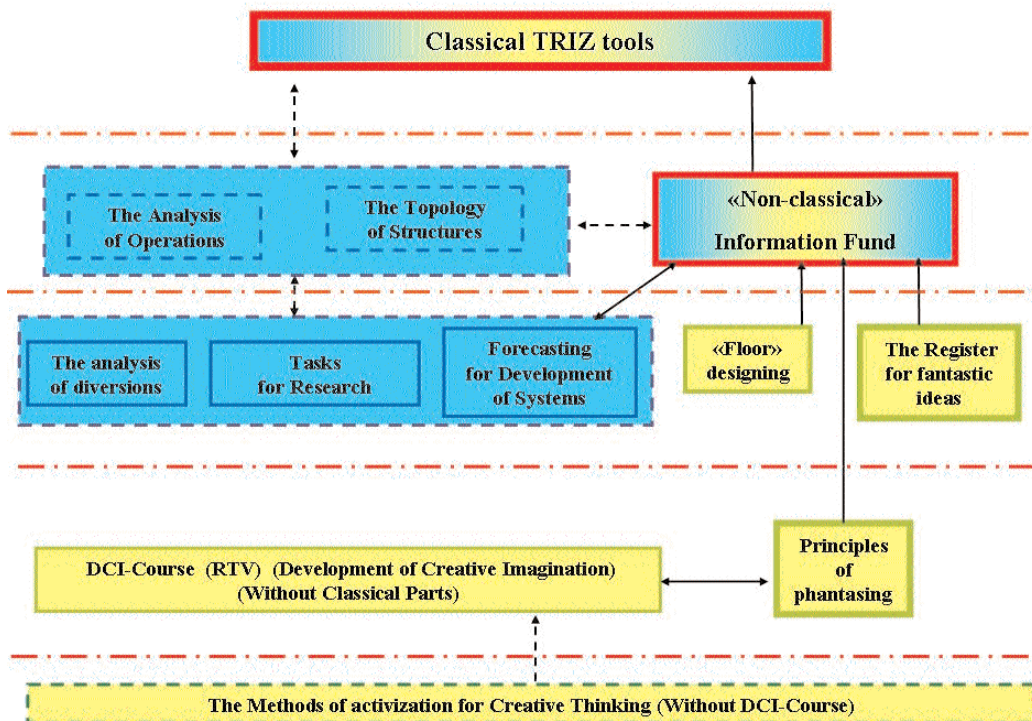 Classical TRIZ tools
The Analysis
of Operations
The Topology
of Structures
«Non-classical»
Information Fund
The analysis
of diversions
Tasks
for Research
Forecasting
for Development
of Systems
«Floor»
designing
The Register
for fantastic
ideas
DCI-Course (RTV) (Development of Creative Imagination)
(Without Classical Parts)
Principles
of
phantasing
The Methods of activization for Creative Thinking (Without DCI-Course)